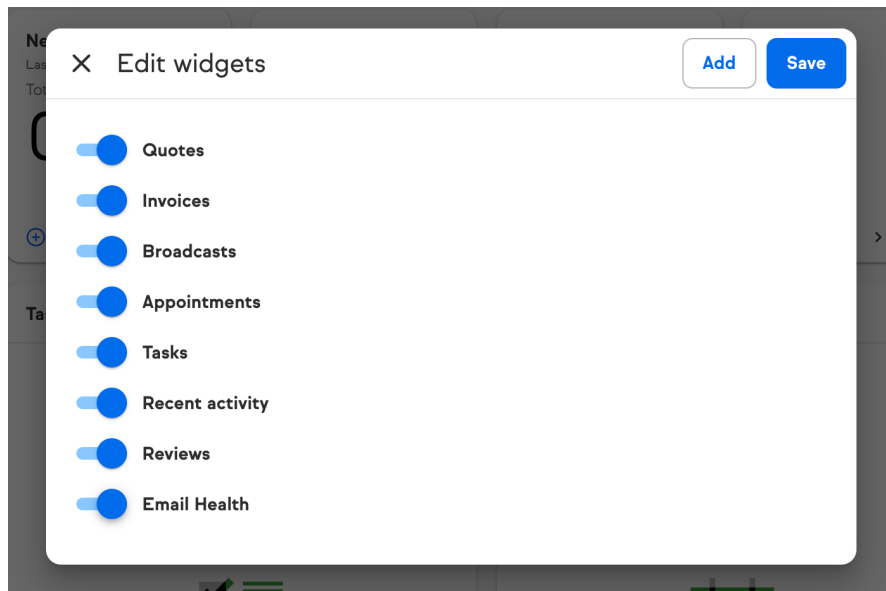 Edit widgets
Add
Save
Quotes
Invoices
Broadcasts
Appointments
Tasks
Recent activity
Reviews
Email Health